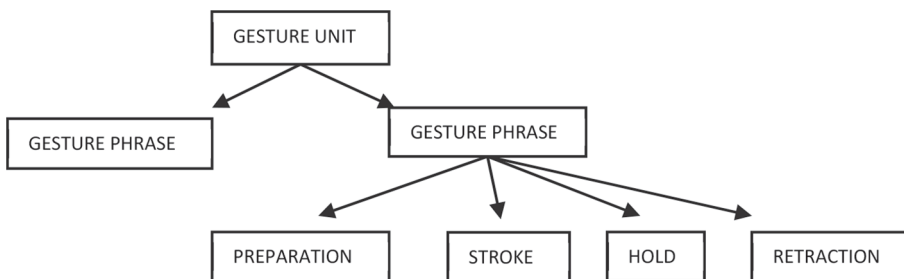 GESTURE UNIT
GESTURE PHRASE
GESTURE PHRASE
PREPARATION
STROKE
HOLD
RETRACTION